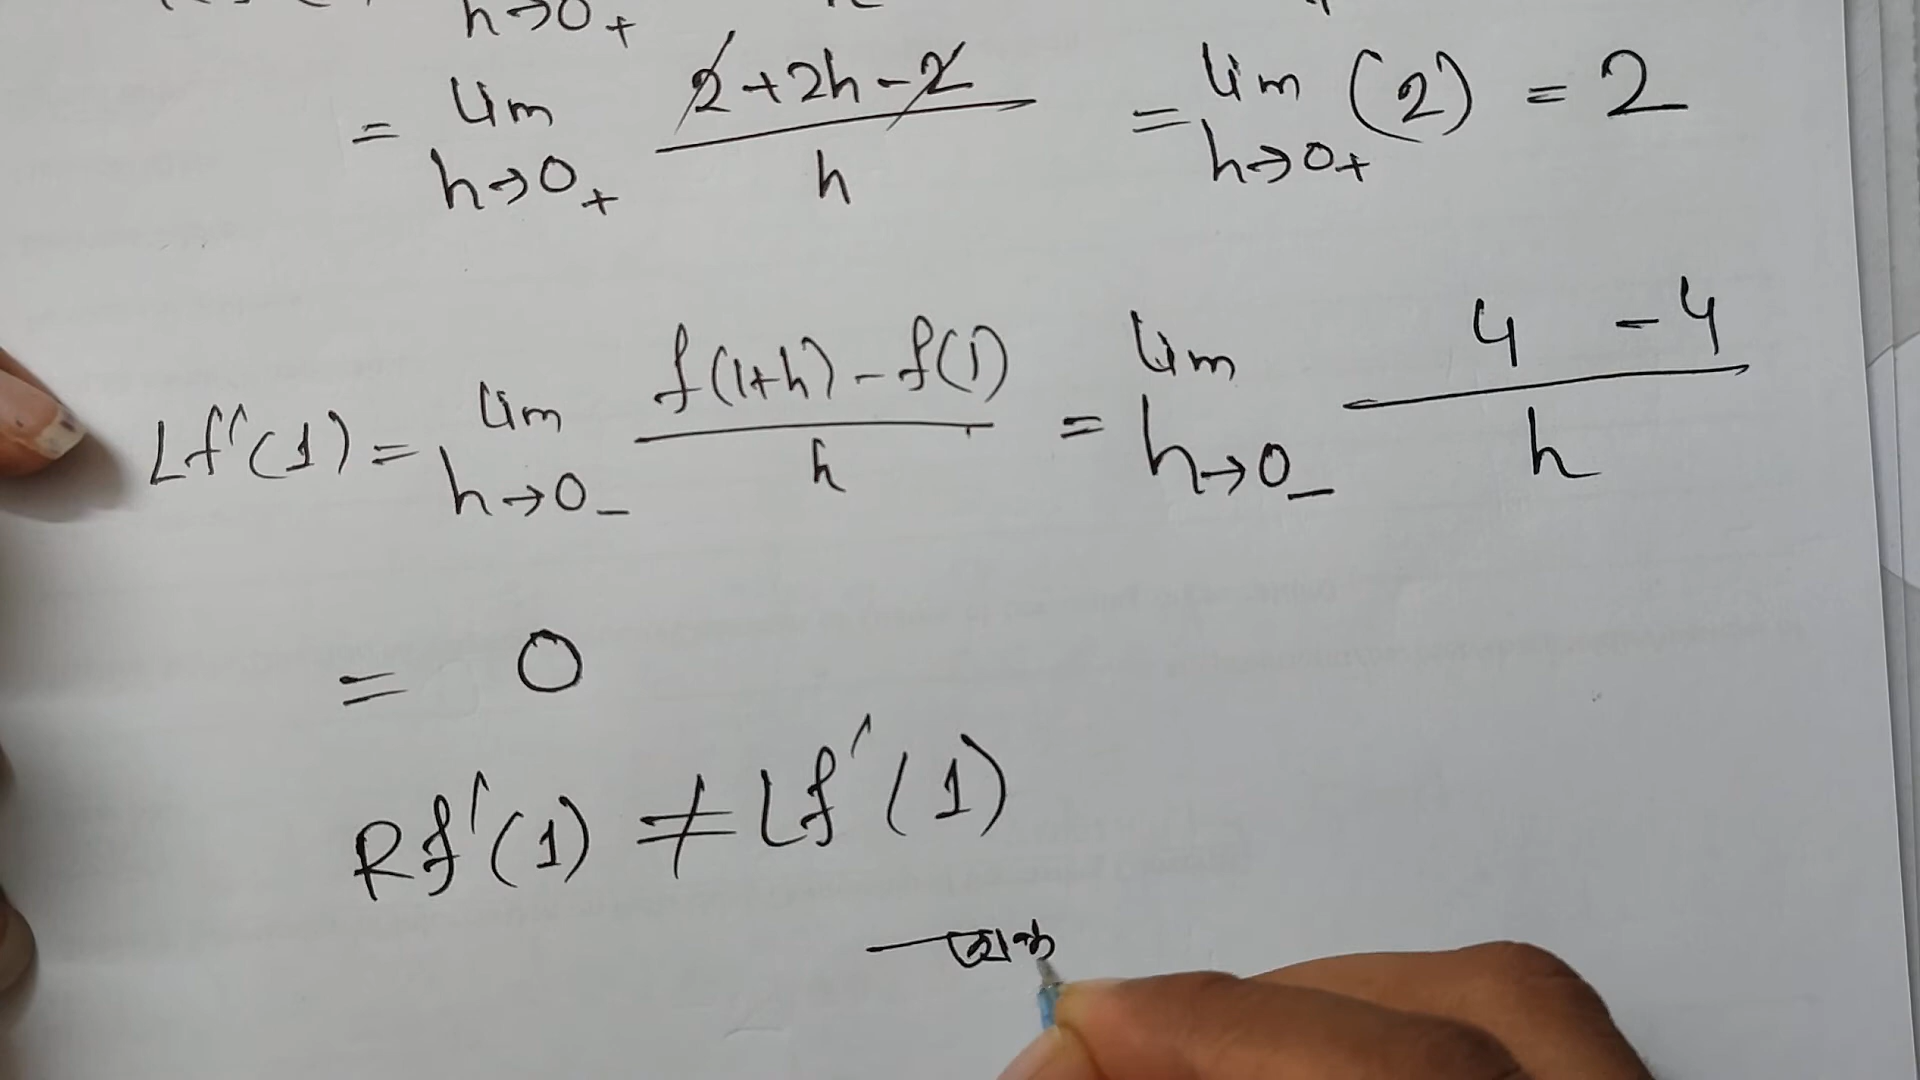 h→0+
= lim h→0+ (2+2h-2)/h = lim h→0+ (2) = 2
Lf'(1) = lim h→0- (f(1+h)-f(1))/h = lim h→0- (4 -4)/h
= 0
Rf'(1) ≠ Lf'(1)